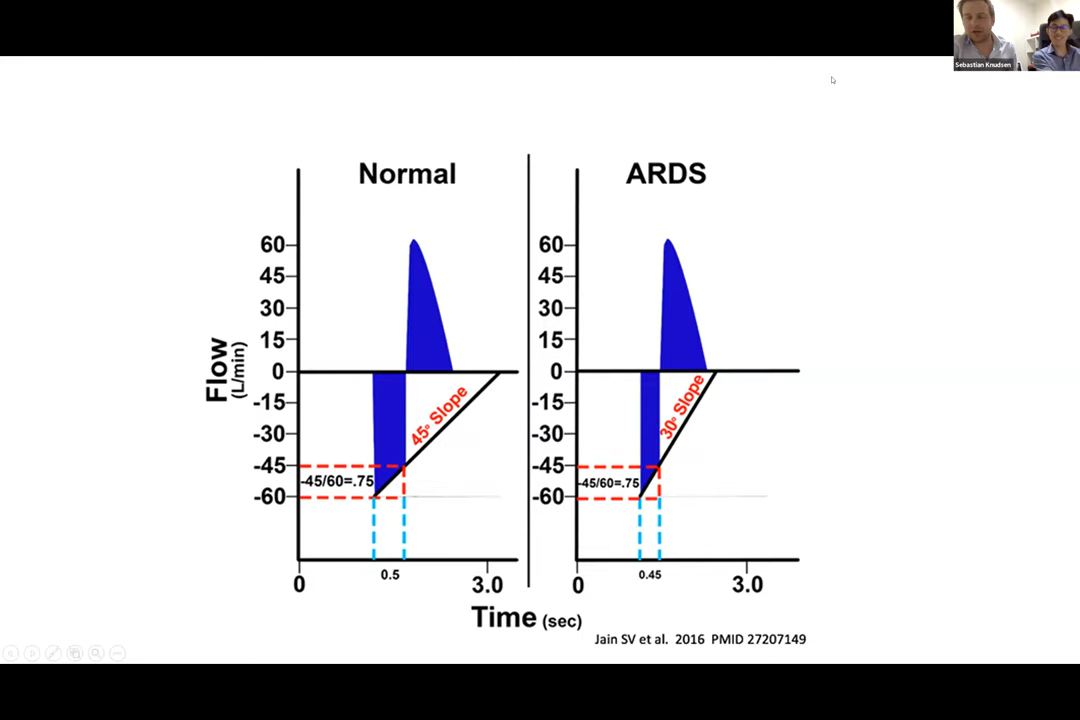 Sebastian Knudsen
Normal
ARDS
Flow
(L/min)
60
45
30
15
0
-15
-30
-45
-60
45° Slope
-45/60=.75
0
0.5
3.0
60
45
30
15
0
-15
-30
-45
-60
30° Slope
-45/60=.75
0
0.45
3.0
Time (sec)
Jain SV et al. 2016 PMID 27207149